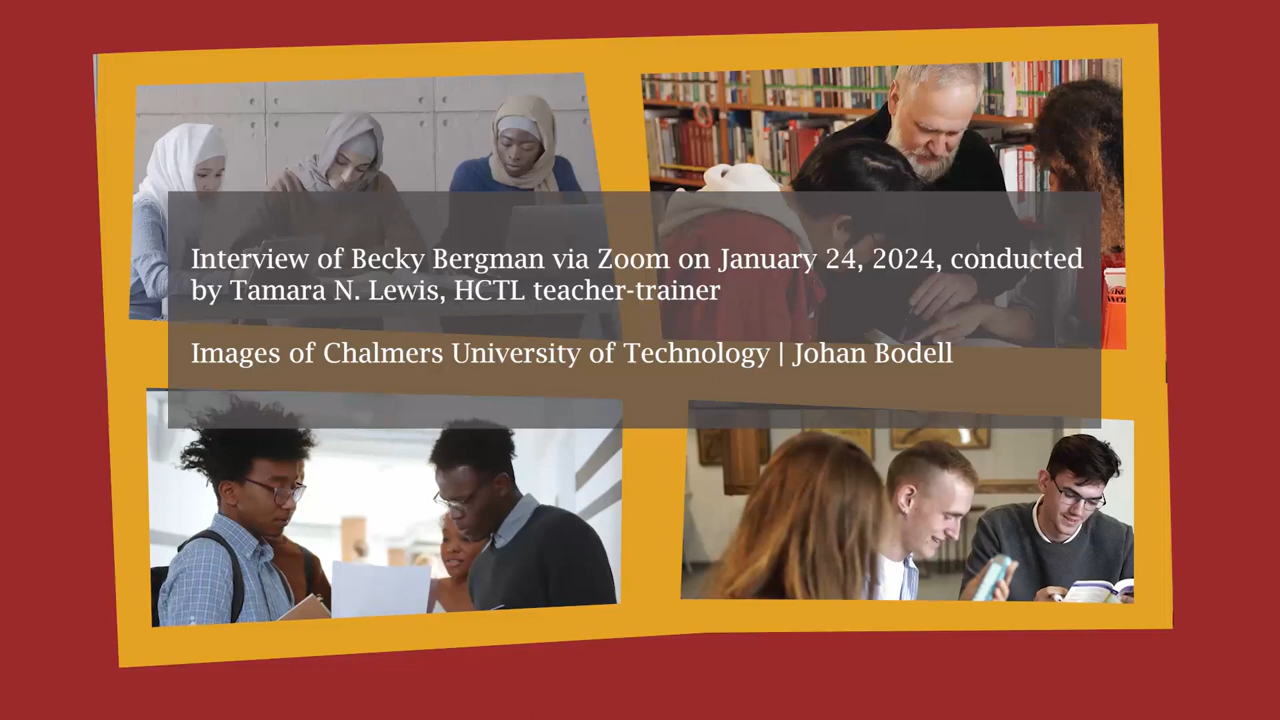 Interview of Becky Bergman via Zoom on January 24, 2024, conducted
by Tamara N. Lewis, HCTL teacher-trainer
Images of Chalmers University of Technology | Johan Bodell